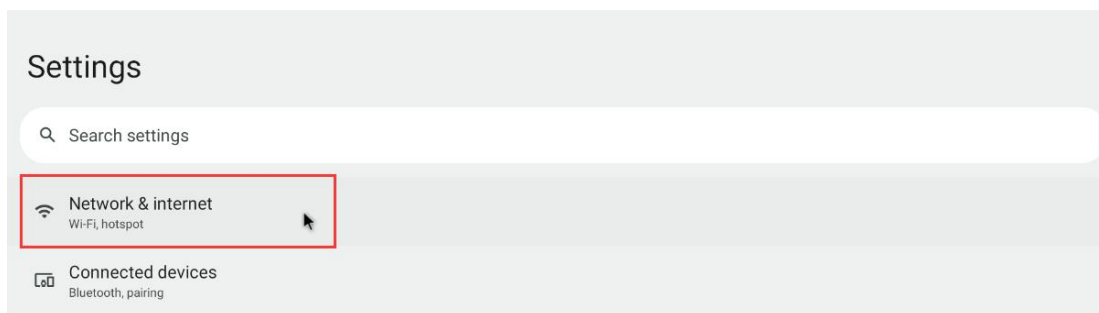 Settings
Search settings
Network & internet
Wi-Fi, hotspot
Connected devices
Bluetooth, pairing